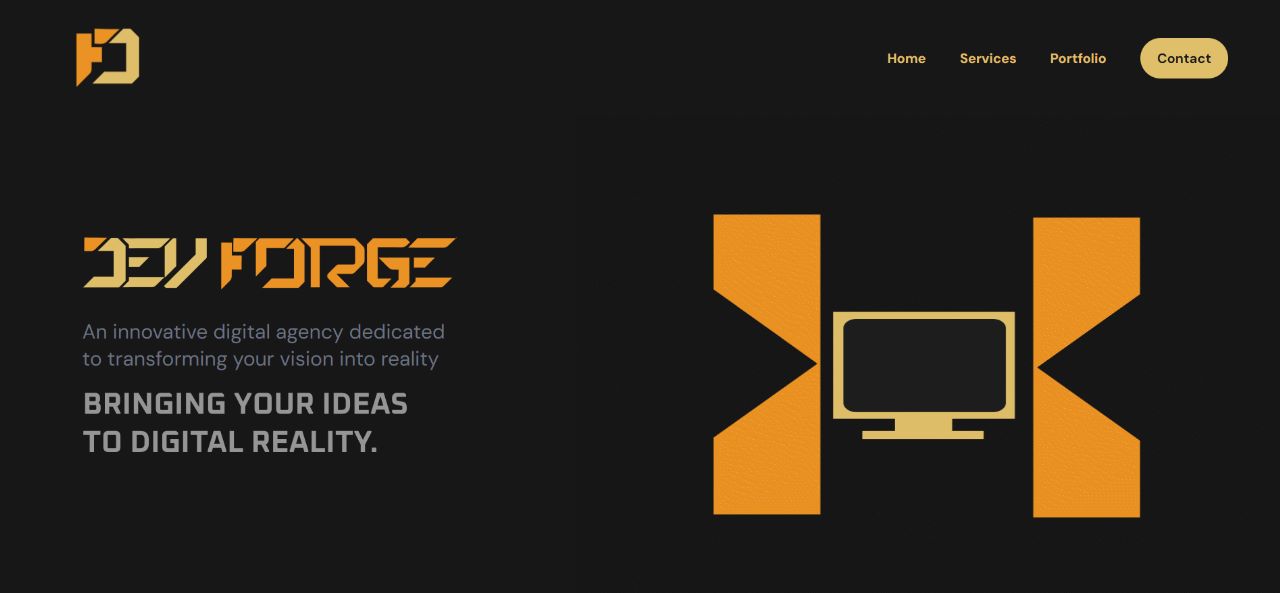 Home
Services
Portfolio
Contact
DEV FORGE
An innovative digital agency dedicated
to transforming your vision into reality
BRINGING YOUR IDEAS
TO DIGITAL REALITY.